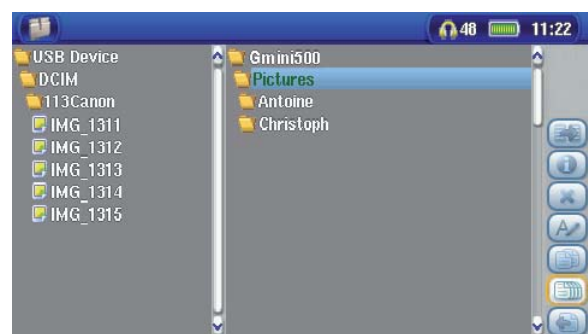 48 11:22
USB Device
DCIM
113Canon
IMG_1311
IMG_1312
IMG_1313
IMG_1314
IMG_1315
Gmini500
Pictures
Antoine
Christoph